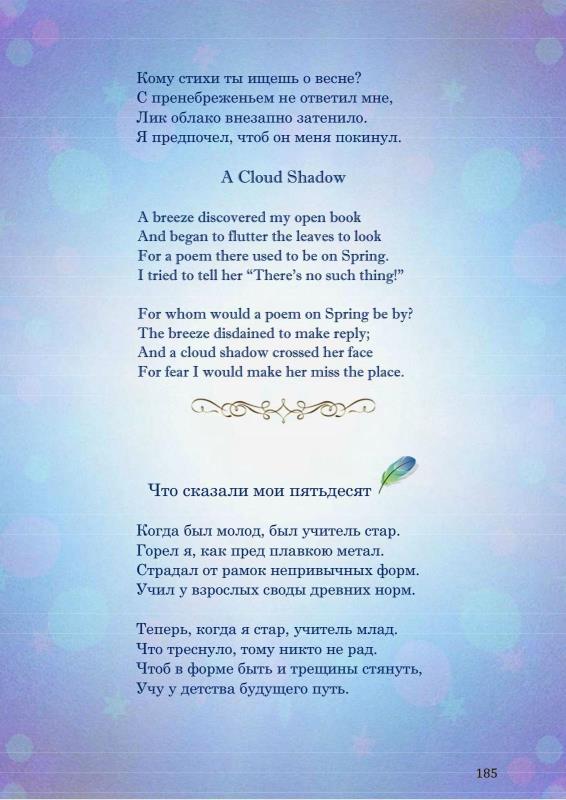 Кому стихи ты ищешь о весне?
С пренебреженьем не ответил мне,
Лик облако внезапно затенило.
Я предпочел, чтоб он меня покинул.
A Cloud Shadow
A breeze discovered my open book
And began to flutter the leaves to look
For a poem there used to be on Spring.
I tried to tell her “There’s no such thing!”
For whom would a poem on Spring be by?
The breeze disdained to make reply;
And a cloud shadow crossed her face
For fear I would make her miss the place.
Что сказали мои пятьдесят
Когда был молод, был учитель стар.
Горел я, как пред плавкою метал.
Страдал от рамок непривычных форм.
Учил у взрослых своды древних норм.
Теперь, когда я стар, учитель млад.
Что треснуло, тому никто не рад.
Чтоб в форме быть и трещины стянуть,
Учу у детства будущего путь.
185